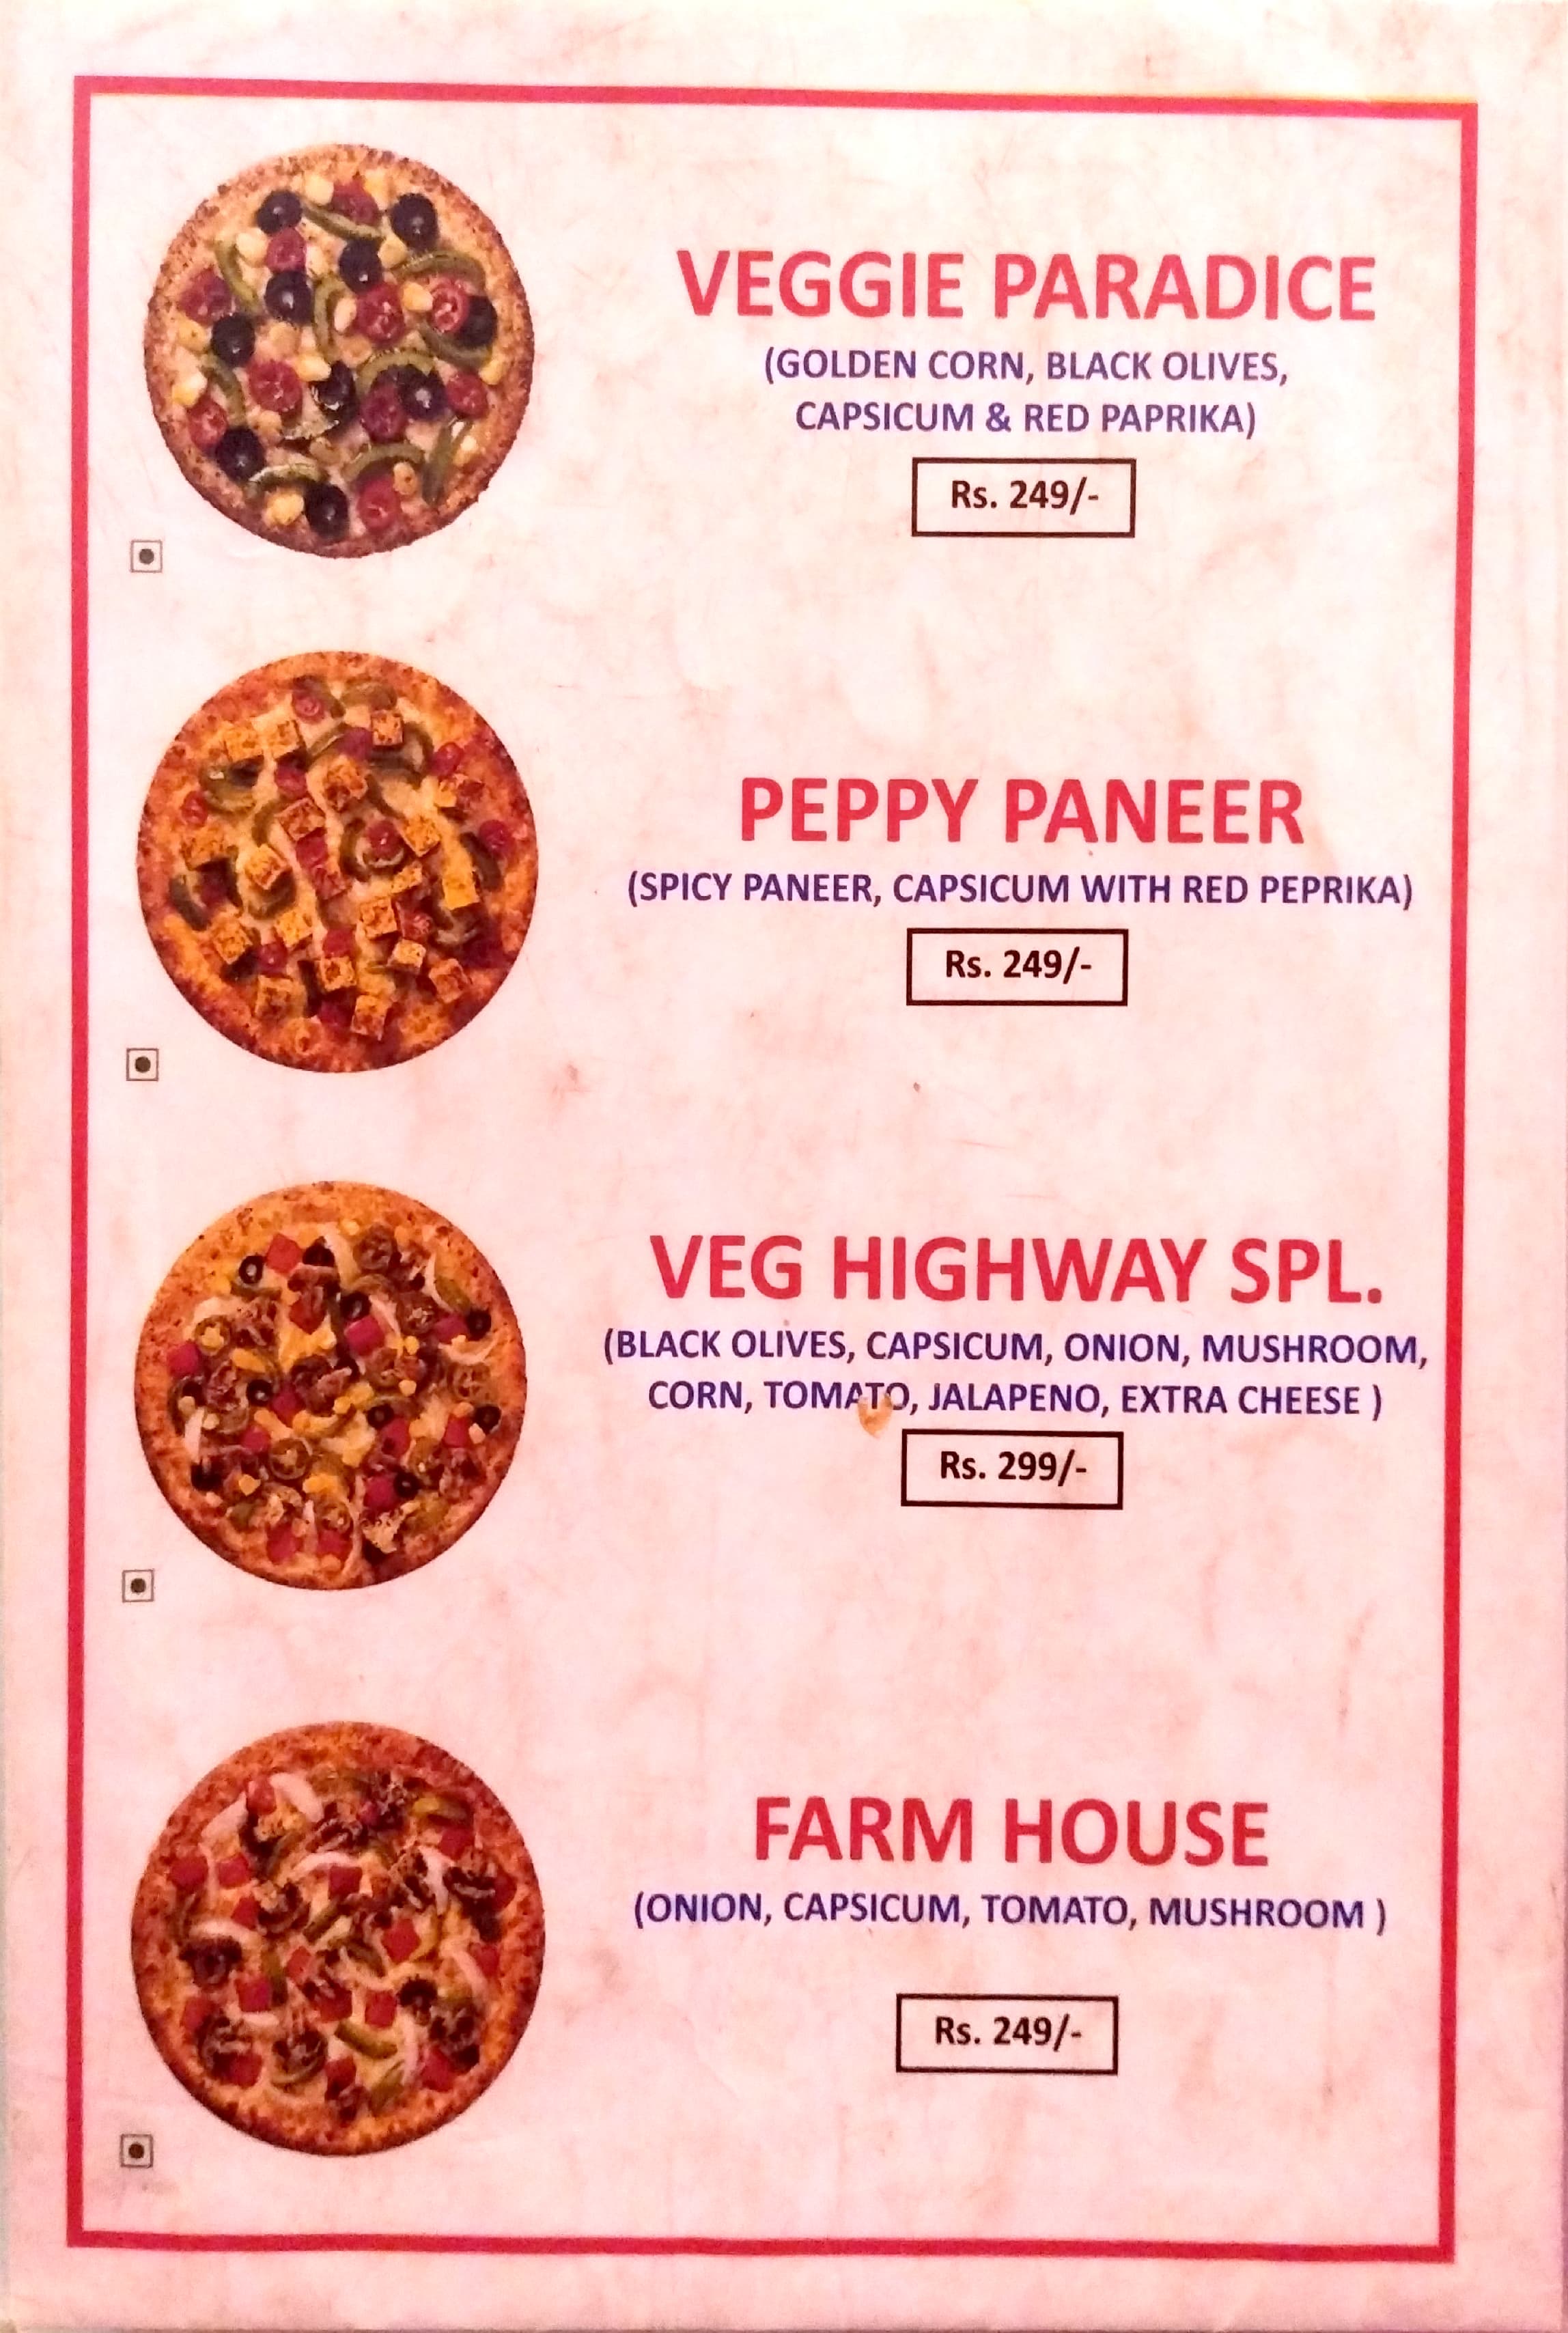 VEGGIE PARADICE
(GOLDEN CORN, BLACK OLIVES,
CAPSICUM & RED PAPRIKA)
Rs. 249/-
PEPPY PANEER
(SPICY PANEER, CAPSICUM WITH RED PEPRIKA)
Rs. 249/-
VEG HIGHWAY SPL.
(BLACK OLIVES, CAPSICUM, ONION, MUSHROOM,
CORN, TOMATO, JALAPENO, EXTRA CHEESE )
Rs. 299/-
FARM HOUSE
(ONION, CAPSICUM, TOMATO, MUSHROOM )
Rs. 249/-